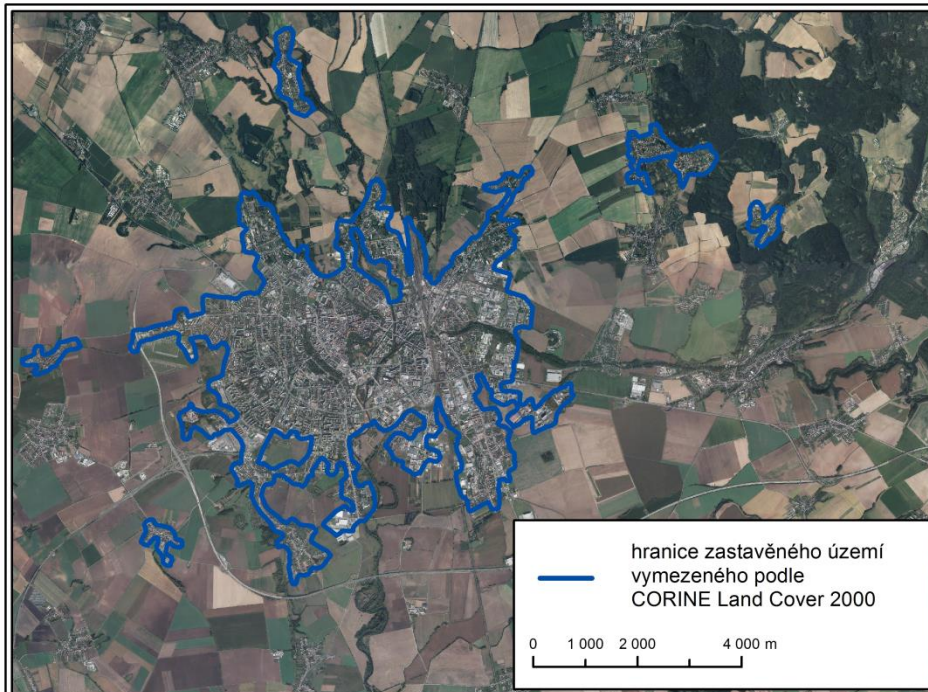 hranice zastavěného území
vymezeného podle
CORINE Land Cover 2000
0 1 000 2 000 4 000 m